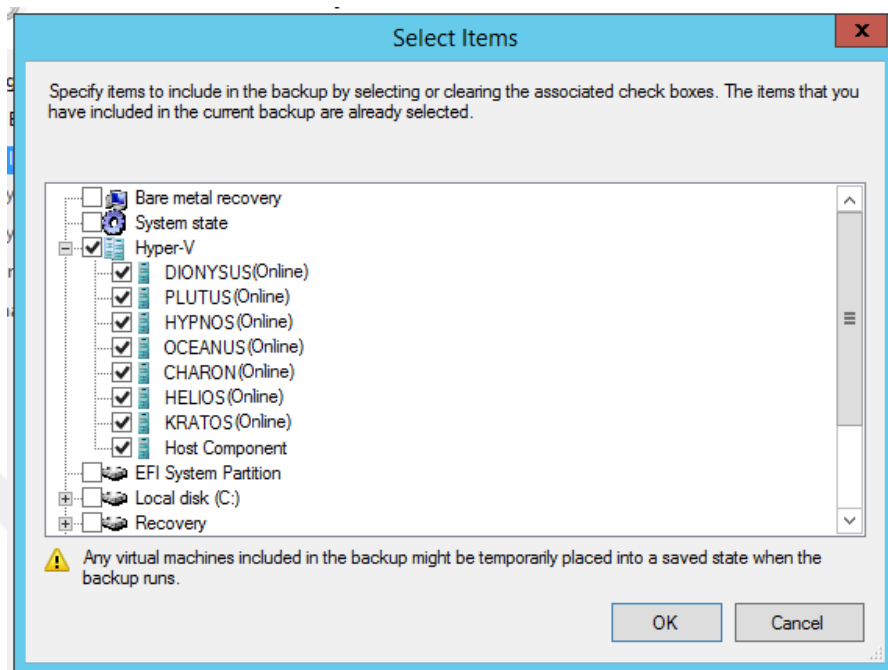 Select Items
x
Specify items to include in the backup by selecting or clearing the associated check boxes. The items that you
have included in the current backup are already selected.
Bare metal recovery
System state
Hyper-V
DIONYSUS(Online)
PLUTUS(Online)
HYPNOS(Online)
OCEANUS(Online)
CHARON(Online)
HELIOS(Online)
KRATOS(Online)
Host Component
EFI System Partition
Local disk (C:)
Recovery
Any virtual machines included in the backup might be temporarily placed into a saved state when the
backup runs.
OK
Cancel